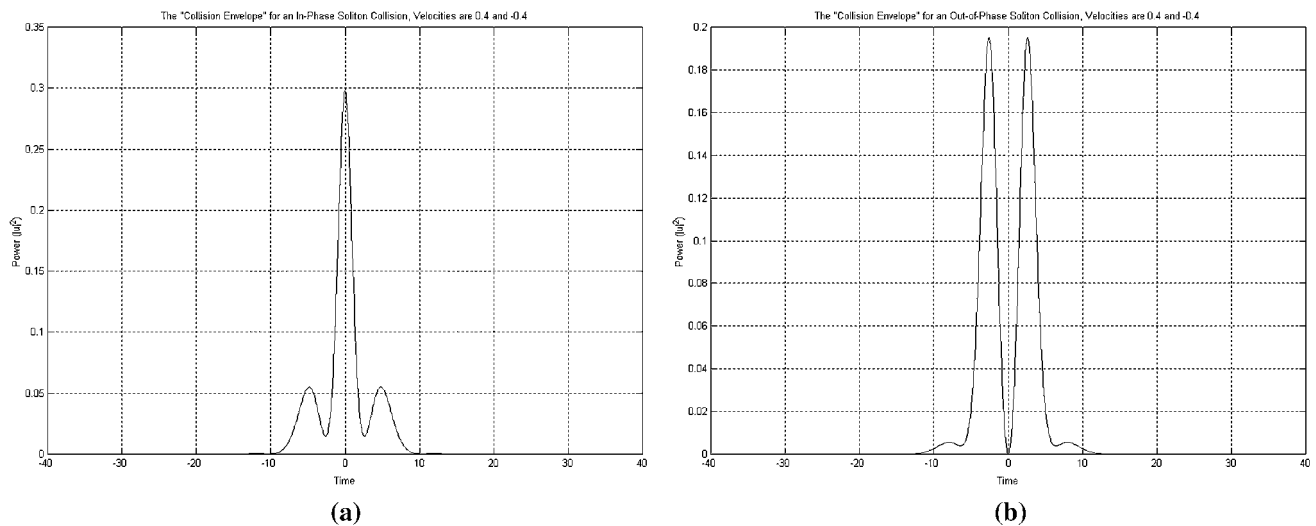 The "Collision Envelope" for an In-Phase Soliton Collision, Velocities are 0.4 and -0.4
0.35
0.3
0.25
0.2
0.15
0.1
0.05
0
Power (|u|²)
-40 -30 -20 -10 0 10 20 30 40
Time
(a)
The "Collision Envelope" for an Out-of-Phase Soliton Collision, Velocities are 0.4 and -0.4
0.2
0.18
0.16
0.14
0.12
0.1
0.08
0.06
0.04
0.02
0
Power (|u|²)
-40 -30 -20 -10 0 10 20 30 40
Time
(b)